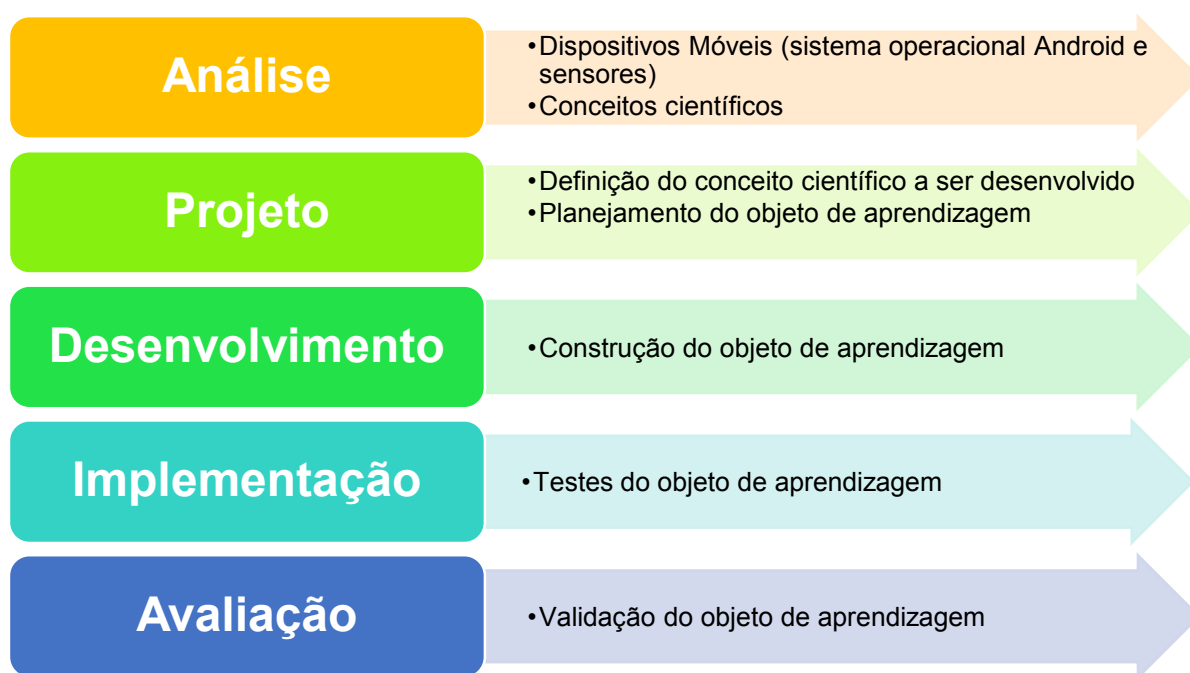 Análise
•Dispositivos Móveis (sistema operacional Android e
sensores)
•Conceitos científicos
Projeto
•Definição do conceito científico a ser desenvolvido
•Planejamento do objeto de aprendizagem
Desenvolvimento
•Construção do objeto de aprendizagem
Implementação
•Testes do objeto de aprendizagem
Avaliação
•Validação do objeto de aprendizagem